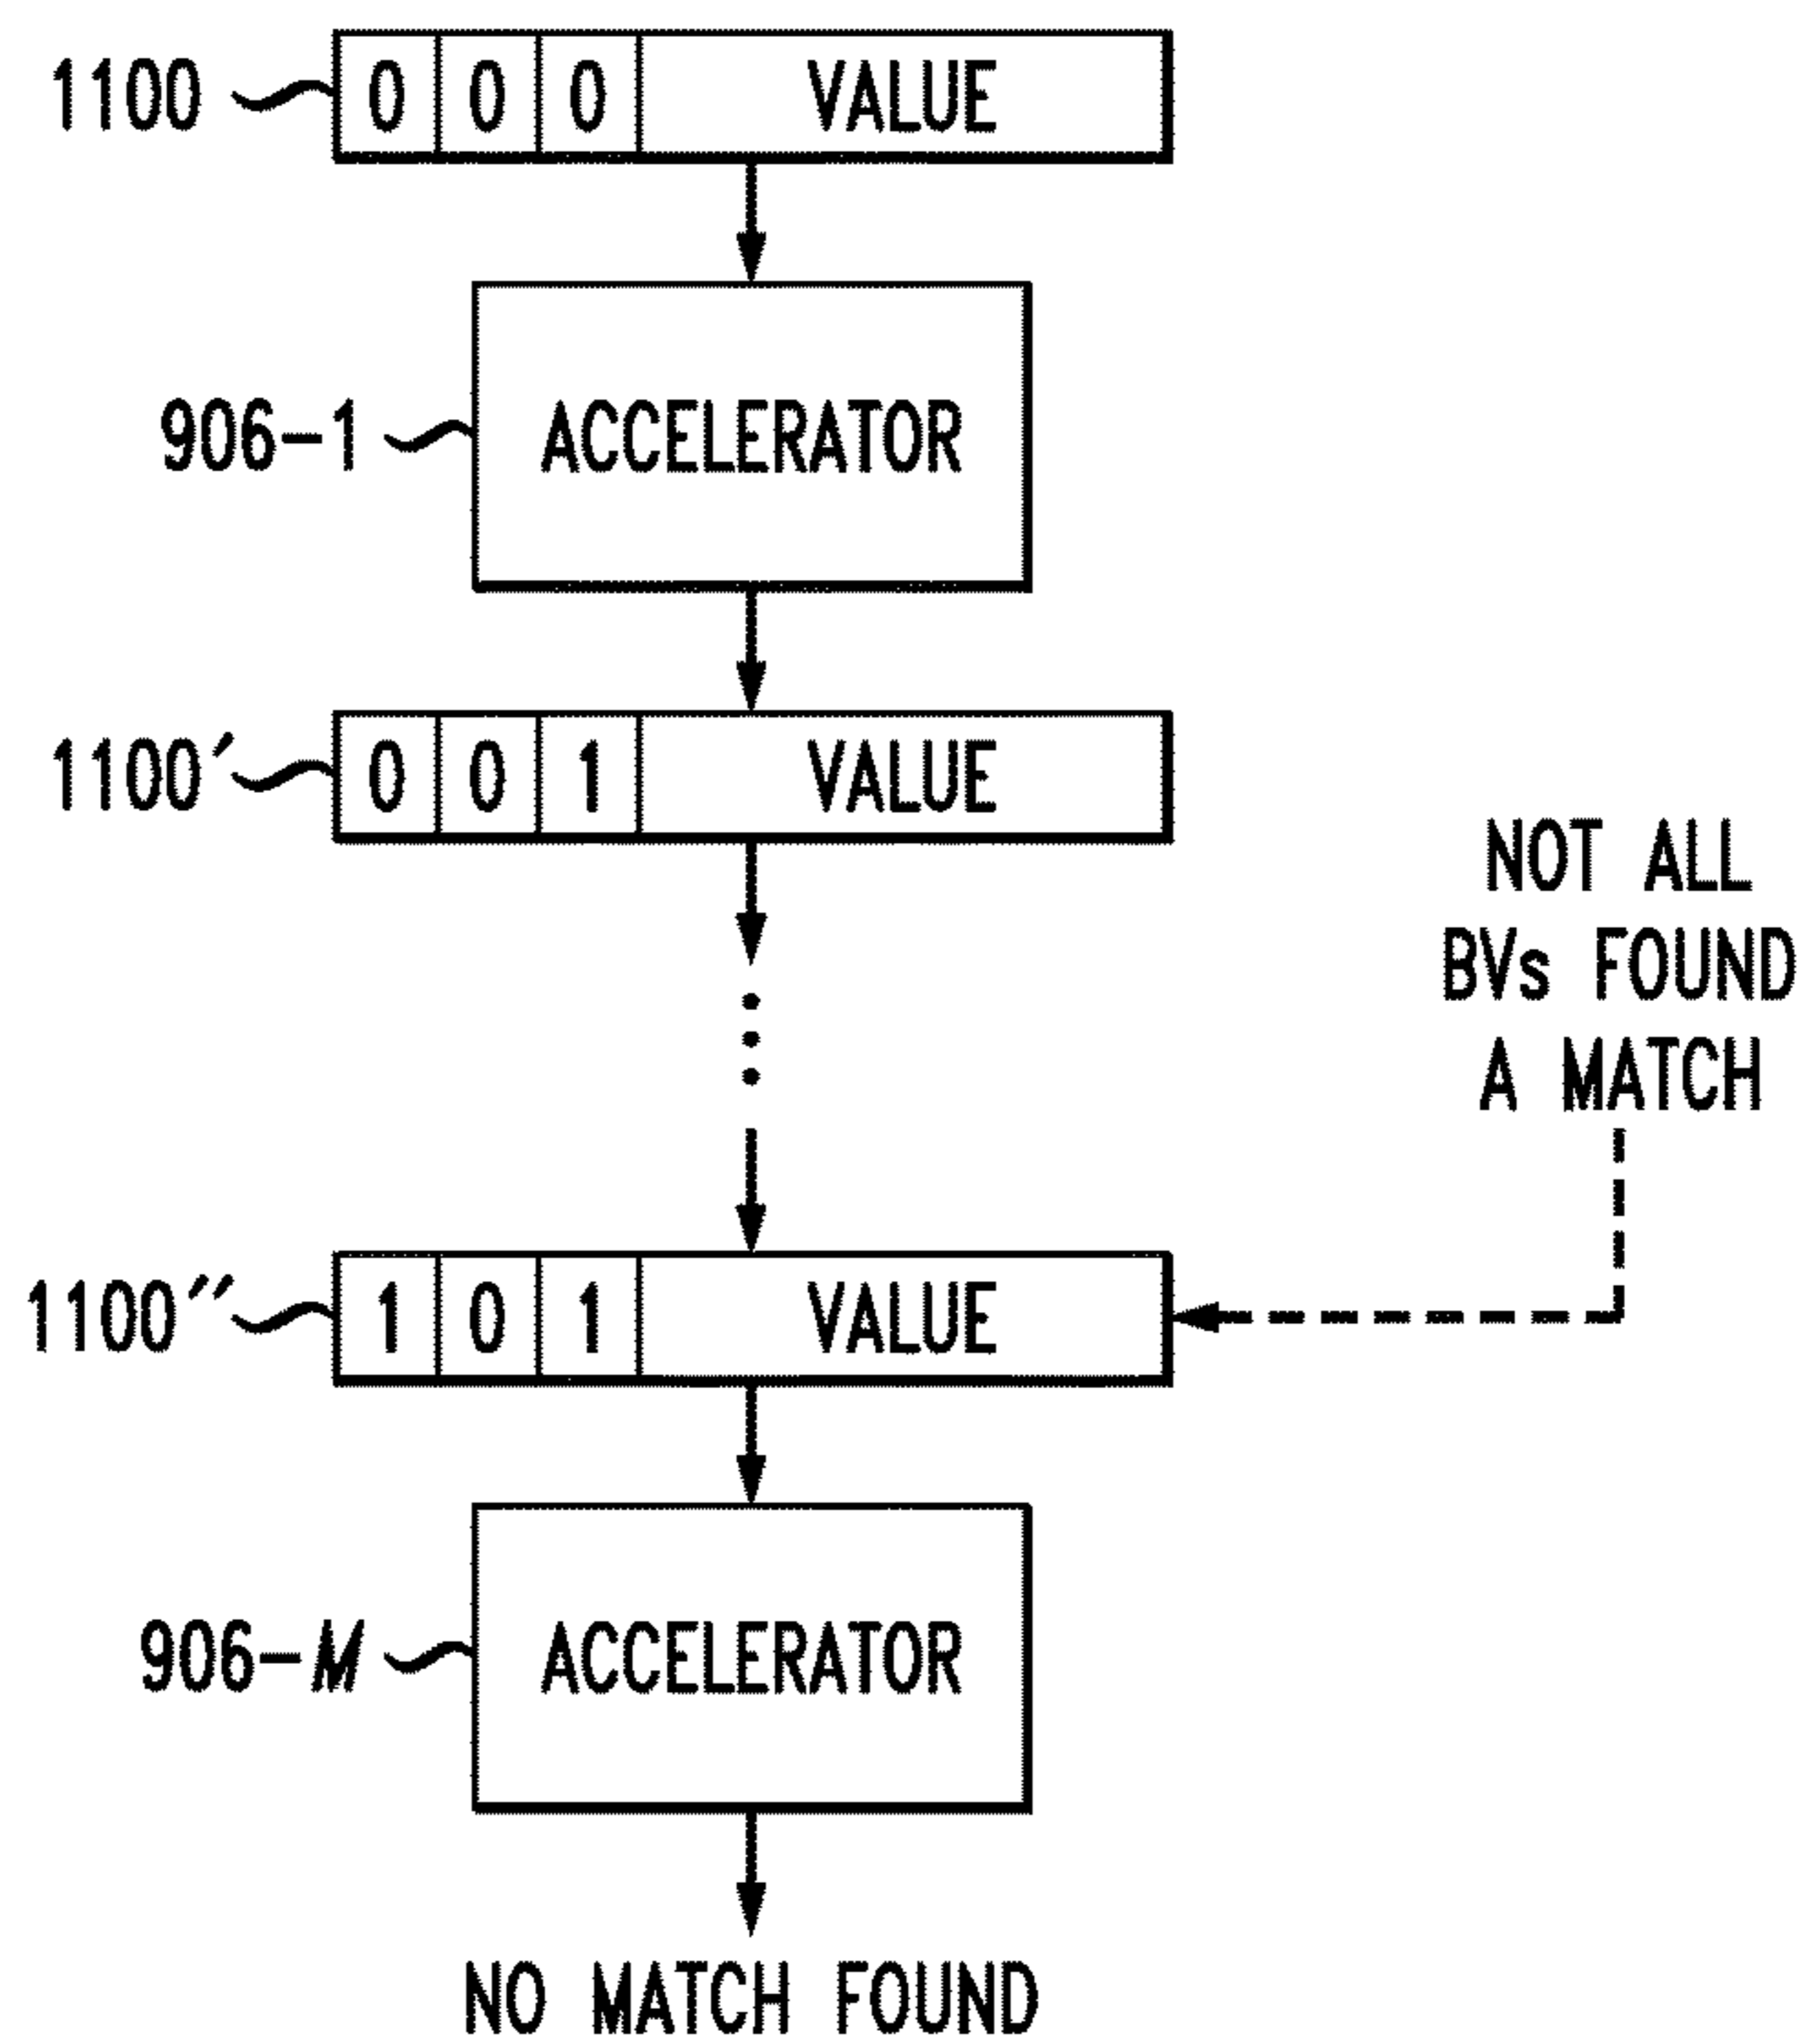 1100 0 0 0 VALUE
906-1 ACCELERATOR
1100′ 0 0 1 VALUE
NOT ALL
BVs FOUND
A MATCH
1100″ 1 0 1 VALUE
906-M ACCELERATOR
NO MATCH FOUND